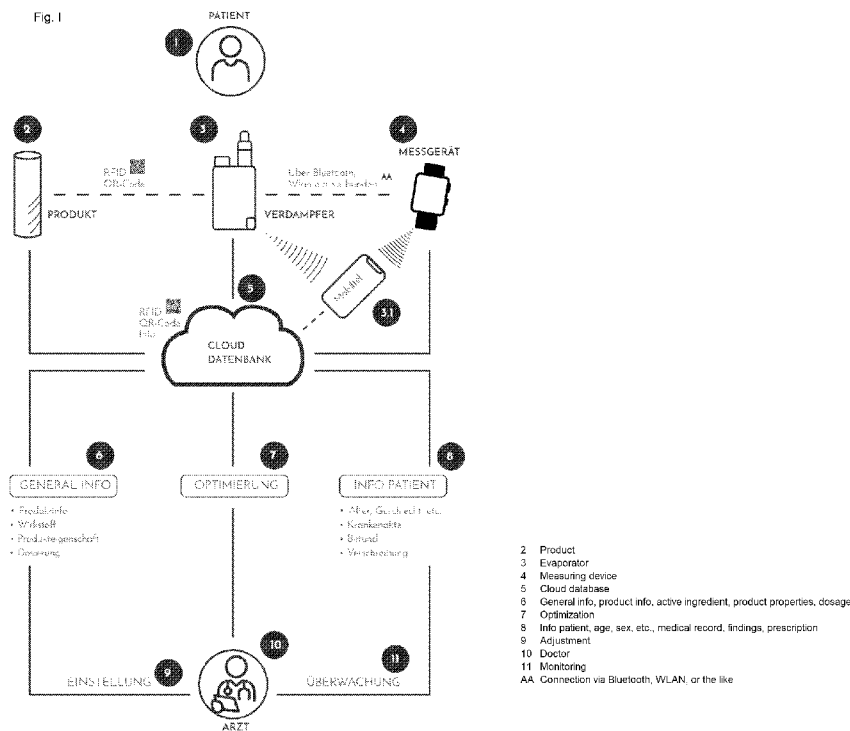 Fig. I
PATIENT
1
2
3
4
MESSGERÄT
RFID
QR-Code
Über Bluetooth,
AA
PRODUKT
VERDAMPFER
5
31
RFID
QR-Code
CLOUD
DATENBANK
6
7
8
GENERAL INFO
OPTIMIERUNG
INFO PATIENT
• Produktinfo
• Wirkstoff
• Produkteigenschaft
• Dosierung
• Alter, Geschlecht etc.
• Krankenakte
• Befund
• Verschreibung
2 Product
3 Evaporator
4 Measuring device
5 Cloud database
6 General info, product info, active ingredient, product properties, dosage
7 Optimization
8 Info patient, age, sex, etc., medical record, findings, prescription
9 Adjustment
10 Doctor
11 Monitoring
AA Connection via Bluetooth, WLAN, or the like
10
EINSTELLUNG
9
11
ÜBERWACHUNG
ARZT